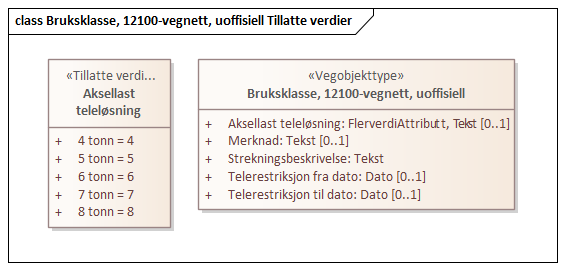 class Bruksklasse, 12100-vegnett, uoffisiell Tillatte verdier
«Tillatte verdi...
Aksellast
teleløsning
+ 4 tonn = 4
+ 5 tonn = 5
+ 6 tonn = 6
+ 7 tonn = 7
+ 8 tonn = 8
«Vegobjekttype»
Bruksklasse, 12100-vegnett, uoffisiell
+ Aksellast teleløsning: FlerverdiAttributt, Tekst [0..1]
+ Merknad: Tekst [0..1]
+ Strekningsbeskrivelse: Tekst
+ Telerestriksjon fra dato: Dato [0..1]
+ Telerestriksjon til dato: Dato [0..1]